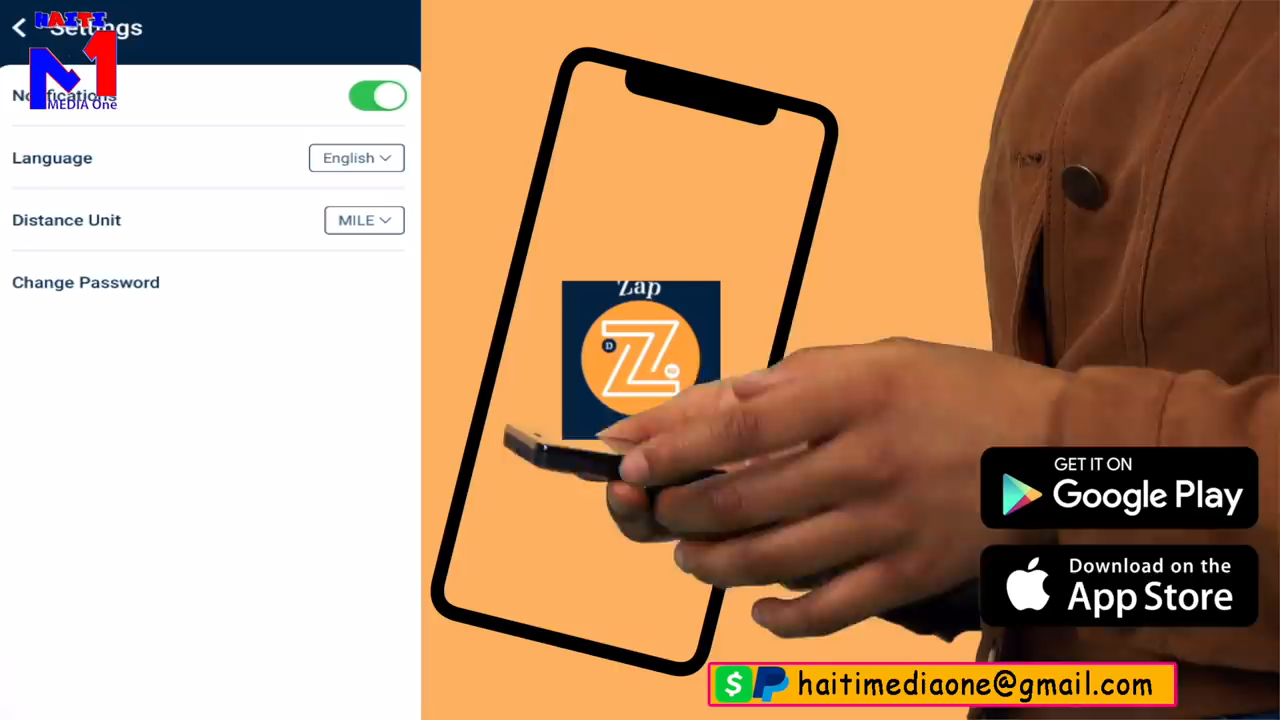 Settings
HAITI
M1
MEDIA One
Notifications
Language
English
Distance Unit
MILE
Change Password
Zap
D
Z
GET IT ON
Google Play
Download on the
App Store
$ haitimediaone@gmail.com